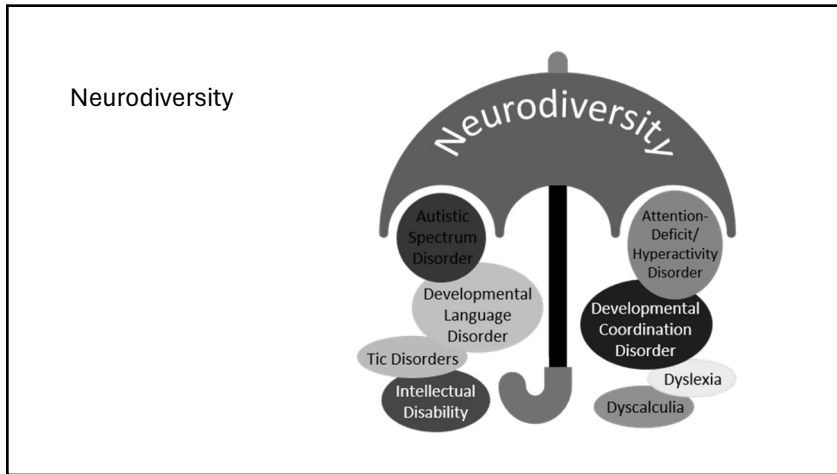 Neurodiversity
Neurodiversity
Autistic
Spectrum
Disorder
Developmental
Language
Disorder
Tic Disorders
Intellectual
Disability
Attention-
Deficit/
Hyperactivity
Disorder
Developmental
Coordination
Disorder
Dyslexia
Dyscalculia